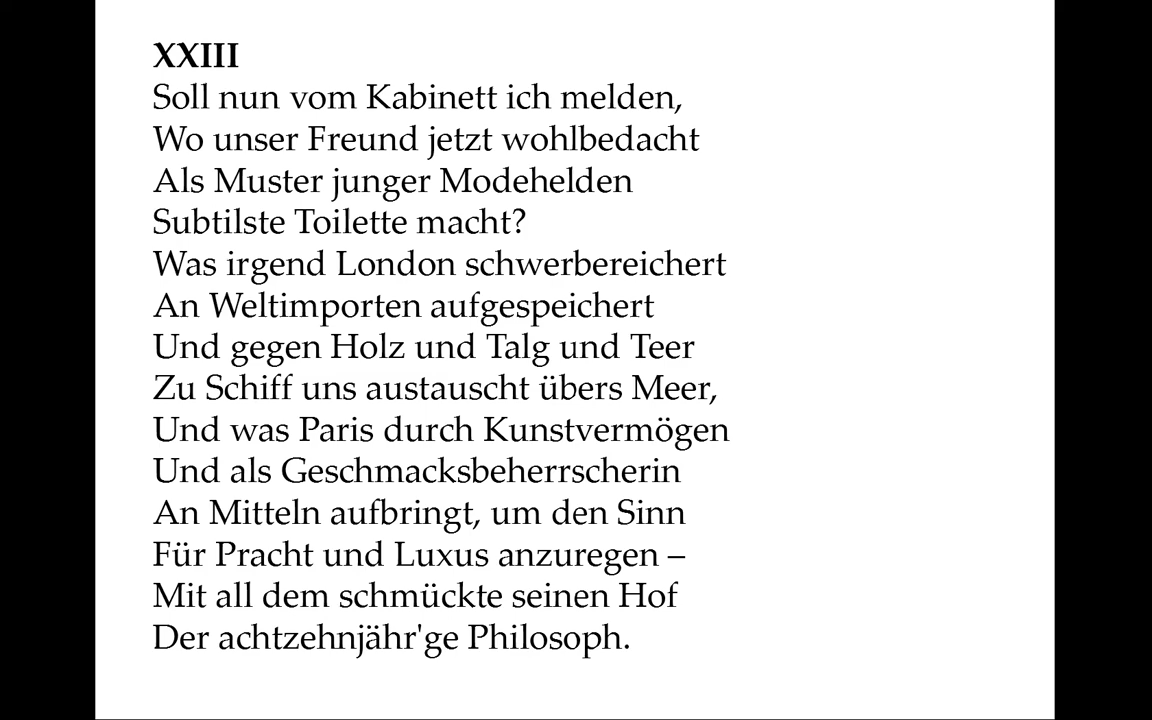 XXIII
Soll nun vom Kabinett ich melden,
Wo unser Freund jetzt wohlbedacht
Als Muster junger Modehelden
Subtilste Toilette macht?
Was irgend London schwerbereichert
An Weltimporten aufgespeichert
Und gegen Holz und Talg und Teer
Zu Schiff uns austauscht übers Meer,
Und was Paris durch Kunstvermögen
Und als Geschmacksbeherrscherin
An Mitteln aufbringt, um den Sinn
Für Pracht und Luxus anzuregen –
Mit all dem schmückte seinen Hof
Der achtzehnjähr'ge Philosoph.